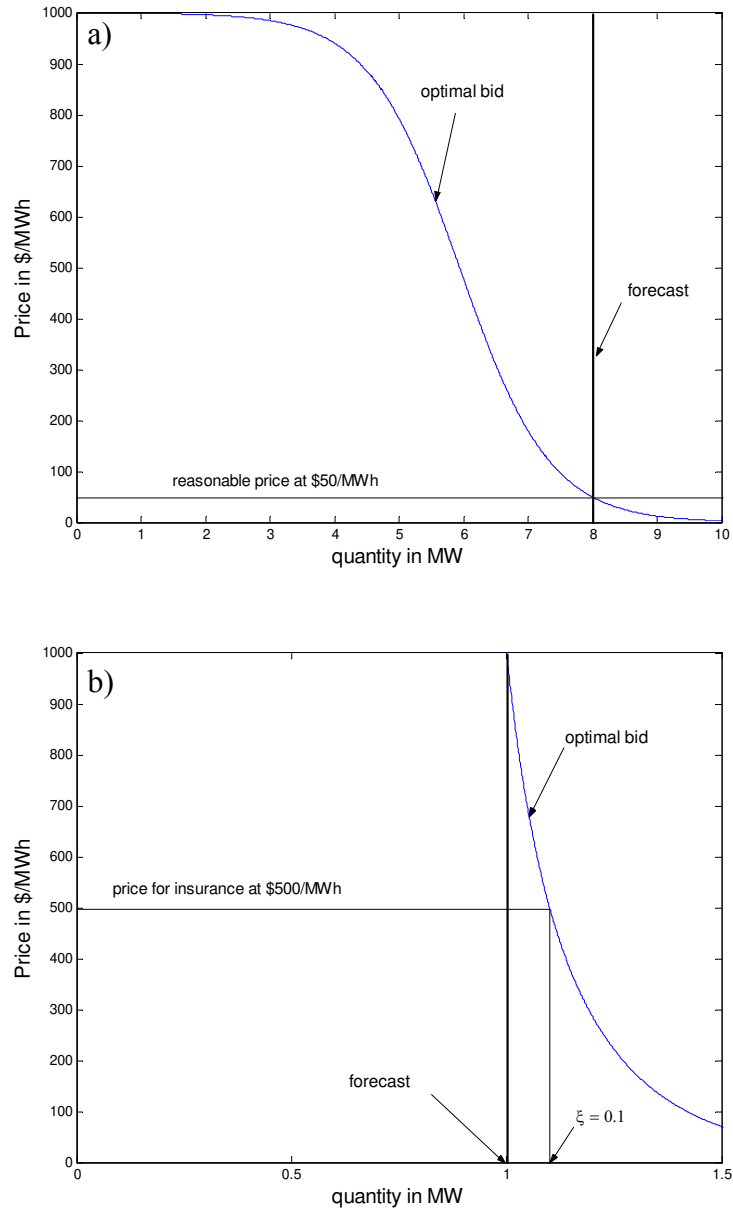 a)
1000
900
800
700
600
500
400
300
200
100
0
Price in $/MWh
optimal bid
forecast
reasonable price at $50/MWh
0 1 2 3 4 5 6 7 8 9 10
quantity in MW
b)
1000
900
800
700
600
500
400
300
200
100
0
Price in $/MWh
optimal bid
price for insurance at $500/MWh
forecast
ξ = 0.1
0 0.5 1 1.5
quantity in MW